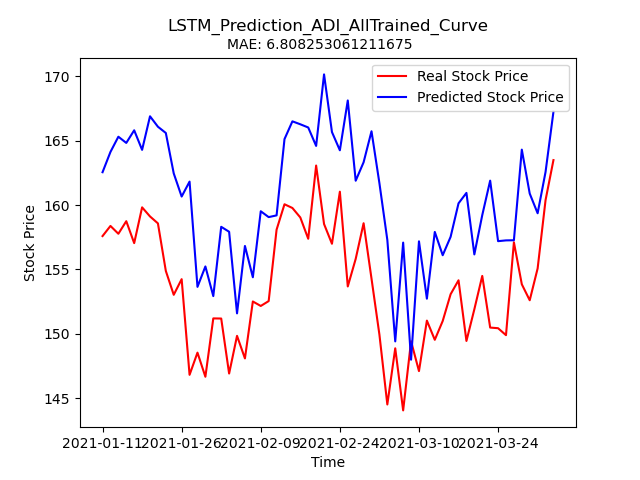 LSTM_Prediction_ADI_AllTrained_Curve
MAE: 6.808253061211675
Real Stock Price
Predicted Stock Price
170
165
160
155
150
145
Stock Price
2021-01-11 2021-01-26 2021-02-09 2021-02-24 2021-03-10 2021-03-24
Time